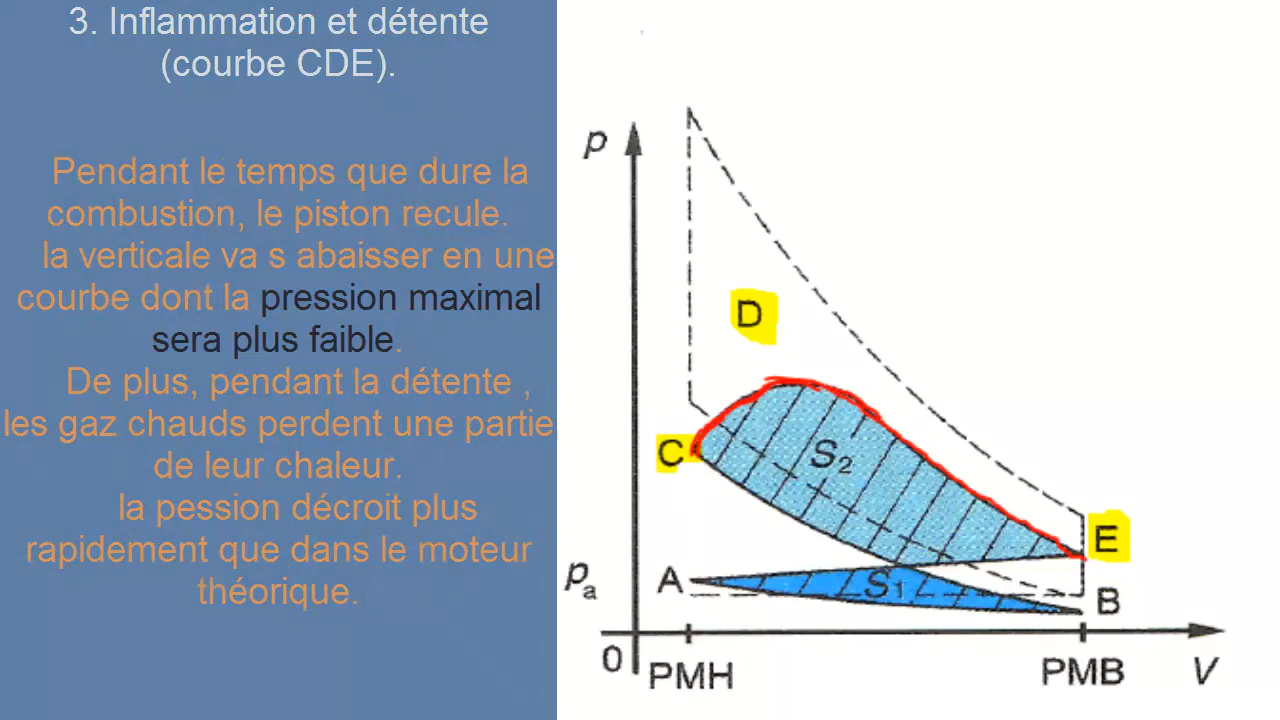 3. Inflammation et détente
(courbe CDE).
Pendant le temps que dure la
combustion, le piston recule.
la verticale va s abaisser en une
courbe dont la pression maximal
sera plus faible.
De plus, pendant la détente ,
les gaz chauds perdent une partie
de leur chaleur.
la pession décroit plus
rapidement que dans le moteur
théorique.
p
D
C
S2
E
A
pa
S1
B
0
PMH
PMB
V